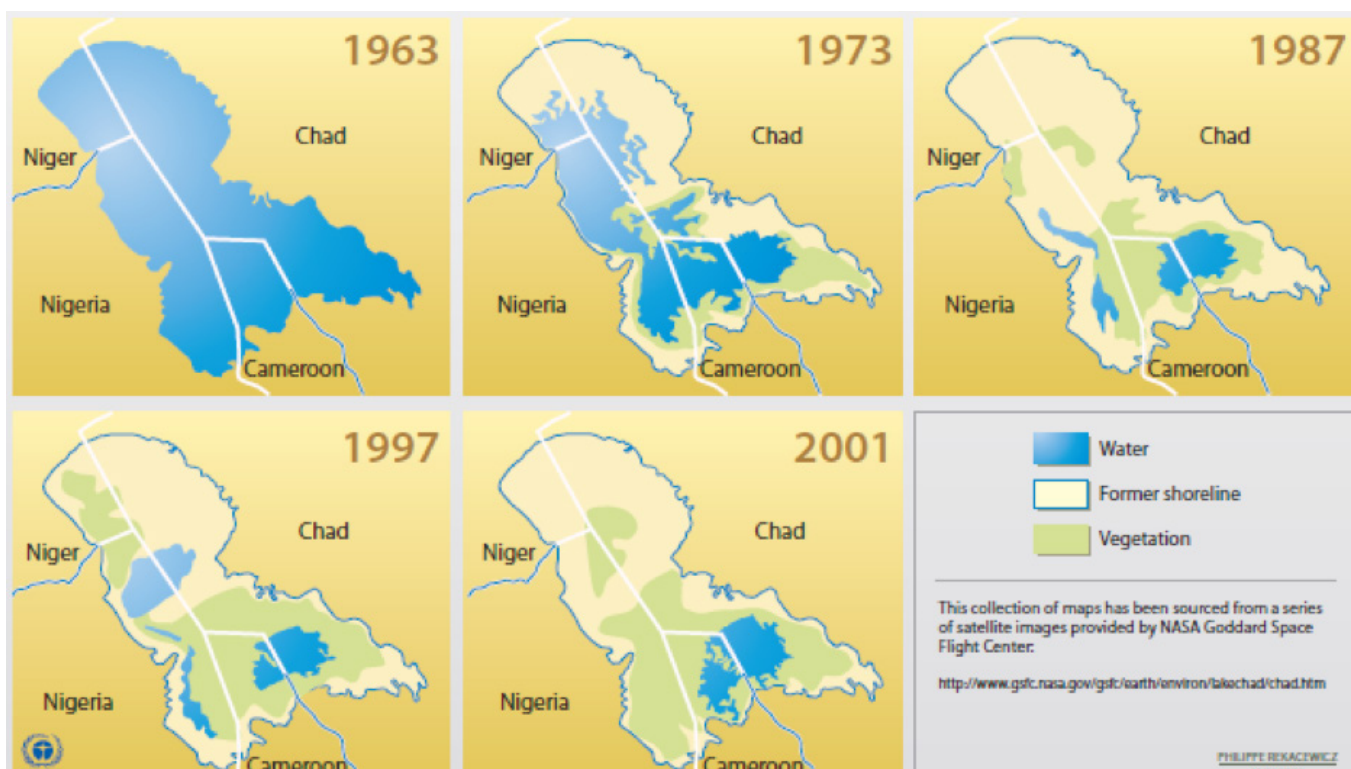 1963
Chad
Niger
Nigeria
Cameroon
1973
Chad
Niger
Nigeria
Cameroon
1987
Chad
Niger
Nigeria
Cameroon
1997
Chad
Niger
Nigeria
Cameroon
2001
Chad
Niger
Nigeria
Cameroon
Water
Former shoreline
Vegetation
This collection of maps has been sourced from a series
of satellite images provided by NASA Goddard Space
Flight Center:
http://www.gsfc.nasa.gov/gsfc/earth/environ/lakechad/chad.htm
PHILIPPE REKACEWICZ